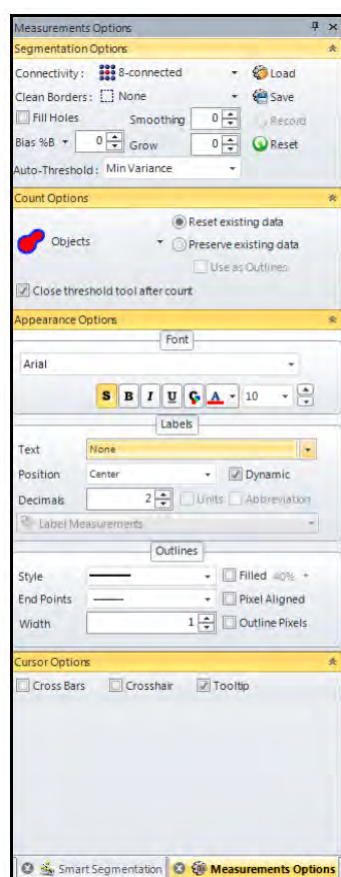 Measurements Options
Segmentation Options
Connectivity: 8-connected Load
Clean Borders: None Save
Fill Holes Smoothing 0 Record
Bias %B 0 Grow 0 Reset
Auto-Threshold: Min Variance
Count Options
Reset existing data
Objects Preserve existing data
Use as Outlines
Close threshold tool after count
Appearance Options
Font
Arial
S B I U G A 10
Labels
Text None
Position Center Dynamic
Decimals 2 Units Abbreviation
Label Measurements
Outlines
Style Filled 40%
End Points Pixel Aligned
Width 1 Outline Pixels
Cursor Options
Cross Bars Crosshair Tooltip
Smart Segmentation Measurements Options